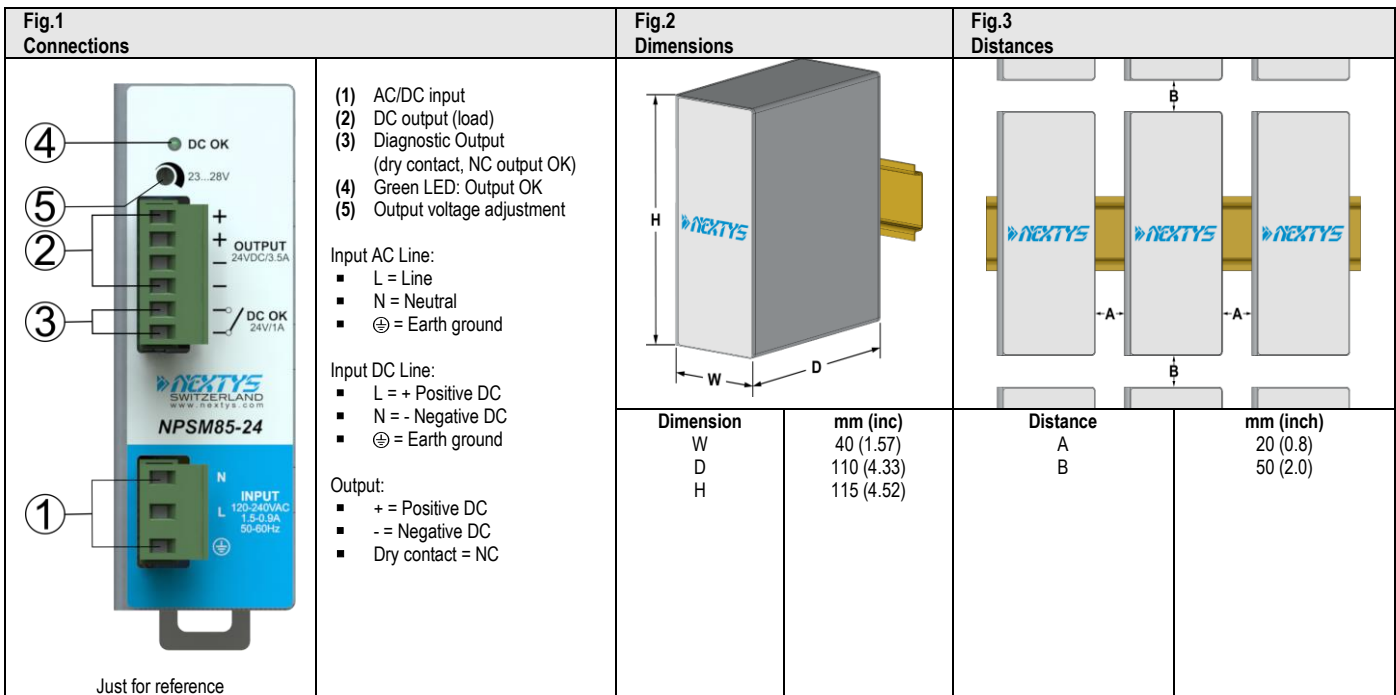 Fig.1
Connections
Fig.2
Dimensions
Fig.3
Distances
4
5
2
3
1
DC OK
23...28V
+
+
-
-
OUTPUT
24VDC/3.5A
DC OK
24V/1A
NEXTYS
SWITZERLAND
www.nextys.com
NPSM85-24
N
L
INPUT
120-240VAC
1.5-0.9A
50-60Hz
Just for reference
(1) AC/DC input
(2) DC output (load)
(3) Diagnostic Output
(dry contact, NC output OK)
(4) Green LED: Output OK
(5) Output voltage adjustment
Input AC Line:
▪ L = Line
▪ N = Neutral
▪ ⏚ = Earth ground
Input DC Line:
▪ L = + Positive DC
▪ N = - Negative DC
▪ ⏚ = Earth ground
Output:
▪ + = Positive DC
▪ - = Negative DC
▪ Dry contact = NC
H
NEXTYS
W
D
Dimension mm (inc)
W 40 (1.57)
D 110 (4.33)
H 115 (4.52)
B
NEXTYS
NEXTYS
NEXTYS
A
A
B
Distance mm (inch)
A 20 (0.8)
B 50 (2.0)